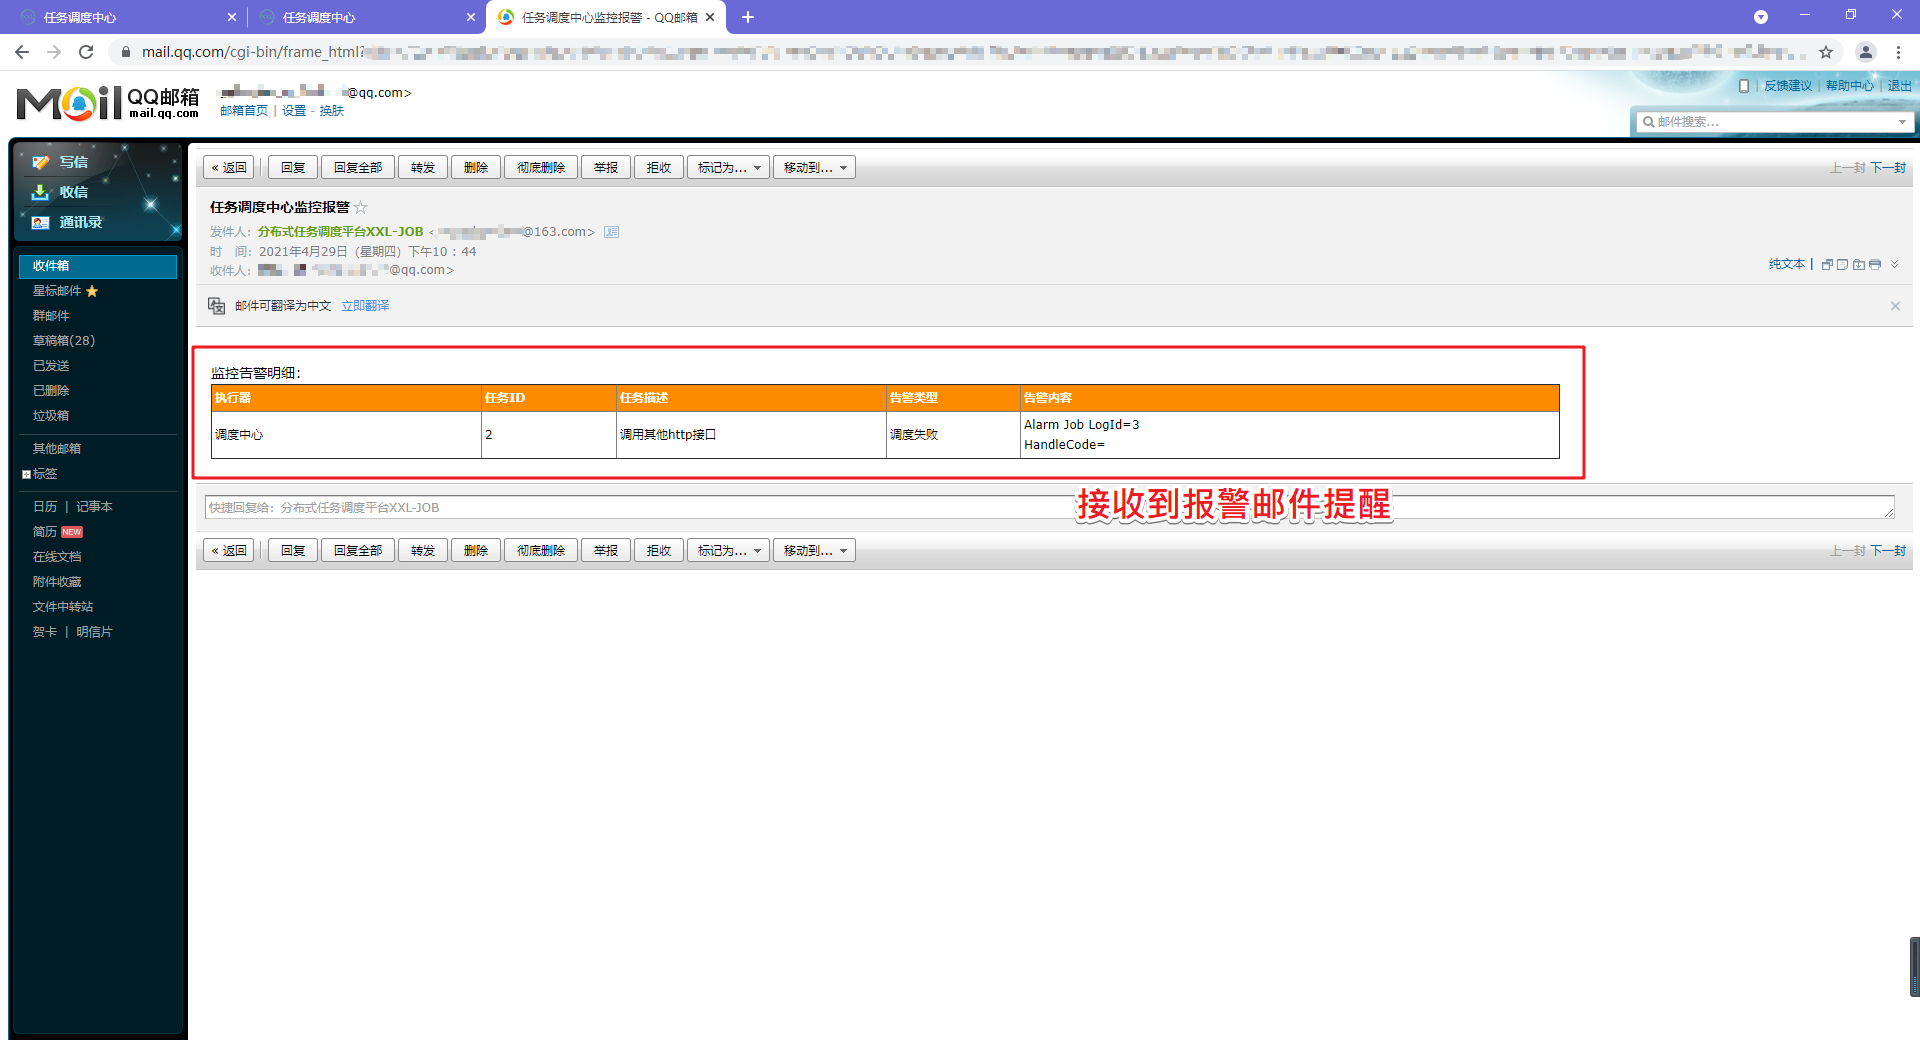 任务调度中心
任务调度中心
任务调度中心监控报警 - QQ邮箱
mail.qq.com/cgi-bin/frame_html?
Mail QQ邮箱
mail.qq.com
@qq.com>
邮箱首页 | 设置 - 换肤
反馈建议 | 帮助中心 | 退出
邮件搜索...
写信
收信
通讯录
收件箱
星标邮件
群邮件
草稿箱(28)
已发送
已删除
垃圾箱
其他邮箱
标签
日历 | 记事本
简历 NEW
在线文档
附件收藏
文件中转站
贺卡 | 明信片
« 返回 回复 回复全部 转发 删除 彻底删除 举报 拒收 标记为... 移动到... 上一封 下一封
任务调度中心监控报警
发件人：分布式任务调度平台XXL-JOB < @163.com>
时 间：2021年4月29日（星期四）下午10：44
收件人： @qq.com>
纯文本 |
邮件可翻译为中文 立即翻译
监控告警明细：
执行器 任务ID 任务描述 告警类型 告警内容
调度中心 2 调用其他http接口 调度失败 Alarm Job LogId=3
HandleCode=
快捷回复给：分布式任务调度平台XXL-JOB
接收到报警邮件提醒
« 返回 回复 回复全部 转发 删除 彻底删除 举报 拒收 标记为... 移动到... 上一封 下一封